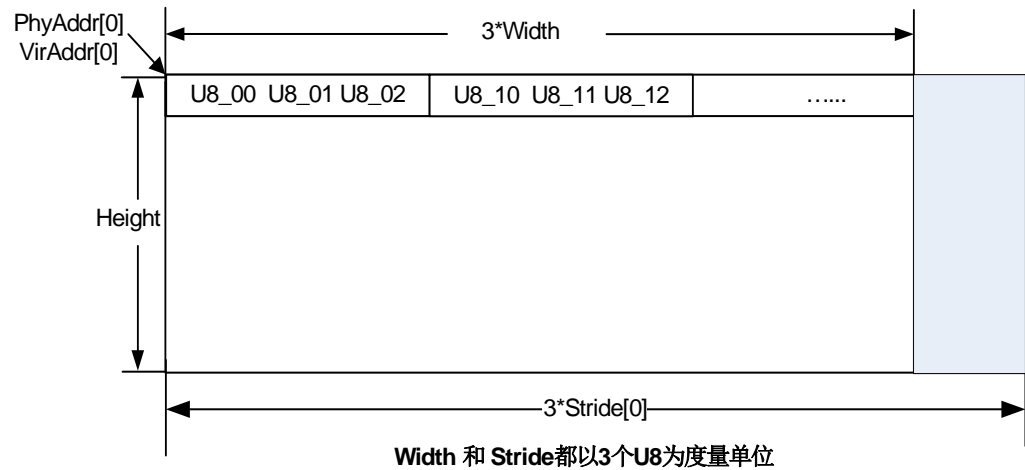 PhyAddr[0]
VirAddr[0]
3*Width
U8_00 U8_01 U8_02
U8_10 U8_11 U8_12
…...
Height
3*Stride[0]
Width 和 Stride都以3个U8为度量单位